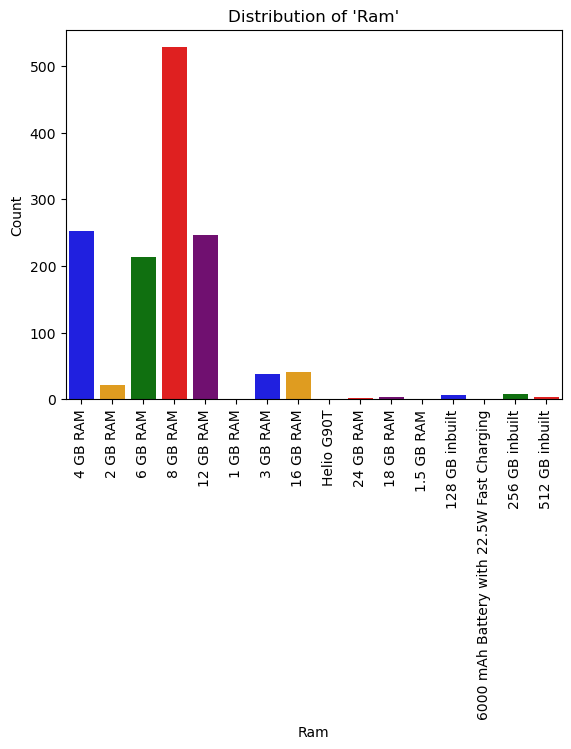 Distribution of 'Ram'
500
400
300
200
100
0
Count
4 GB RAM
2 GB RAM
6 GB RAM
8 GB RAM
12 GB RAM
1 GB RAM
3 GB RAM
16 GB RAM
Helio G90T
24 GB RAM
18 GB RAM
1.5 GB RAM
128 GB inbuilt
6000 mAh Battery with 22.5W Fast Charging
256 GB inbuilt
512 GB inbuilt
Ram